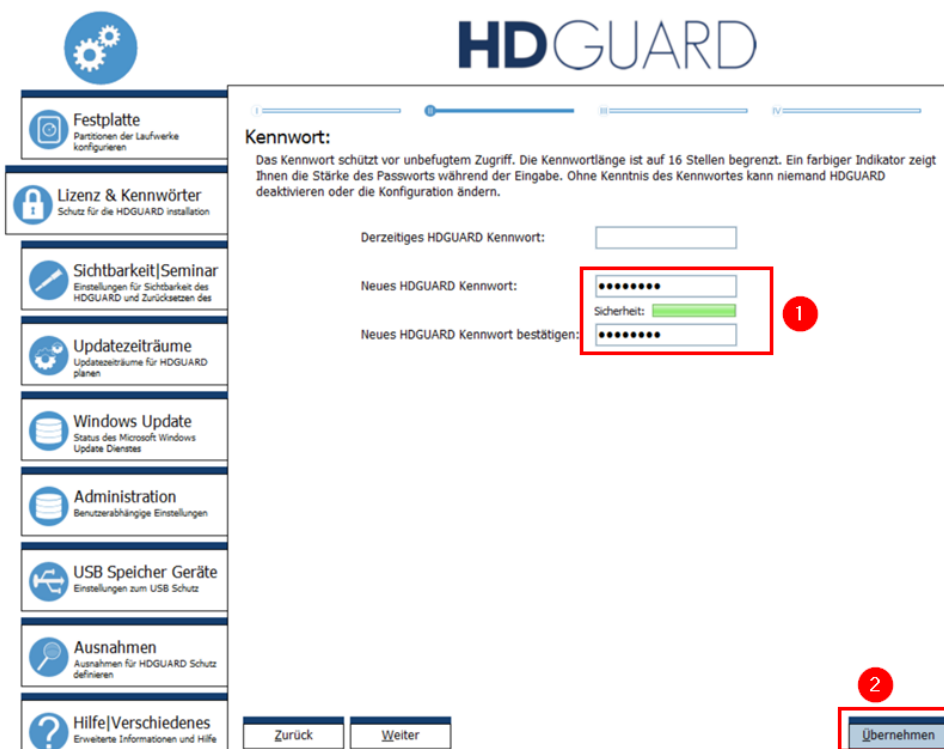 HDGUARD
Festplatte
Partitionen der Laufwerke
konfigurieren
Lizenz & Kennwörter
Schutz für die HDGUARD installation
Sichtbarkeit|Seminar
Einstellungen für Sichtbarkeit des
HDGUARD und Zurücksetzen des
Updatezeiträume
Updatezeiträume für HDGUARD
planen
Windows Update
Status des Microsoft Windows
Update Dienstes
Administration
Benutzerabhängige Einstellungen
USB Speicher Geräte
Einstellungen zum USB Schutz
Ausnahmen
Ausnahmen für HDGUARD Schutz
definieren
Hilfe|Verschiedenes
Erweiterte Informationen und Hilfe
I II III IV
Kennwort:
Das Kennwort schützt vor unbefugtem Zugriff. Die Kennwortlänge ist auf 16 Stellen begrenzt. Ein farbiger Indikator zeigt
Ihnen die Stärke des Passworts während der Eingabe. Ohne Kenntnis des Kennwortes kann niemand HDGUARD
deaktivieren oder die Konfiguration ändern.
Derzeitiges HDGUARD Kennwort:
Neues HDGUARD Kennwort: ••••••••
Sicherheit:
1
Neues HDGUARD Kennwort bestätigen: ••••••••
2
Zurück Weiter Übernehmen